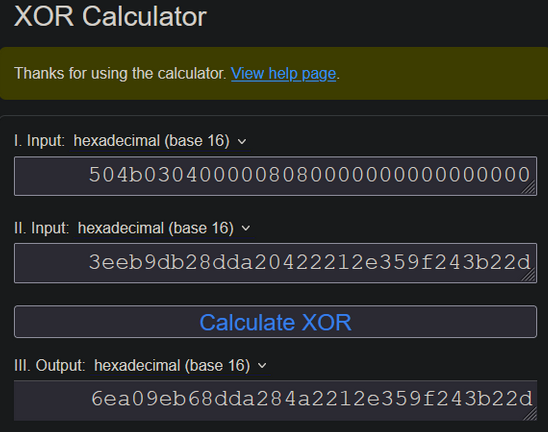 XOR Calculator
Thanks for using the calculator. View help page.
I. Input: hexadecimal (base 16)
504b0304000008080000000000000000
II. Input: hexadecimal (base 16)
3eeb9db28dda20422212e359f243b22d
Calculate XOR
III. Output: hexadecimal (base 16)
6ea09eb68dda284a2212e359f243b22d